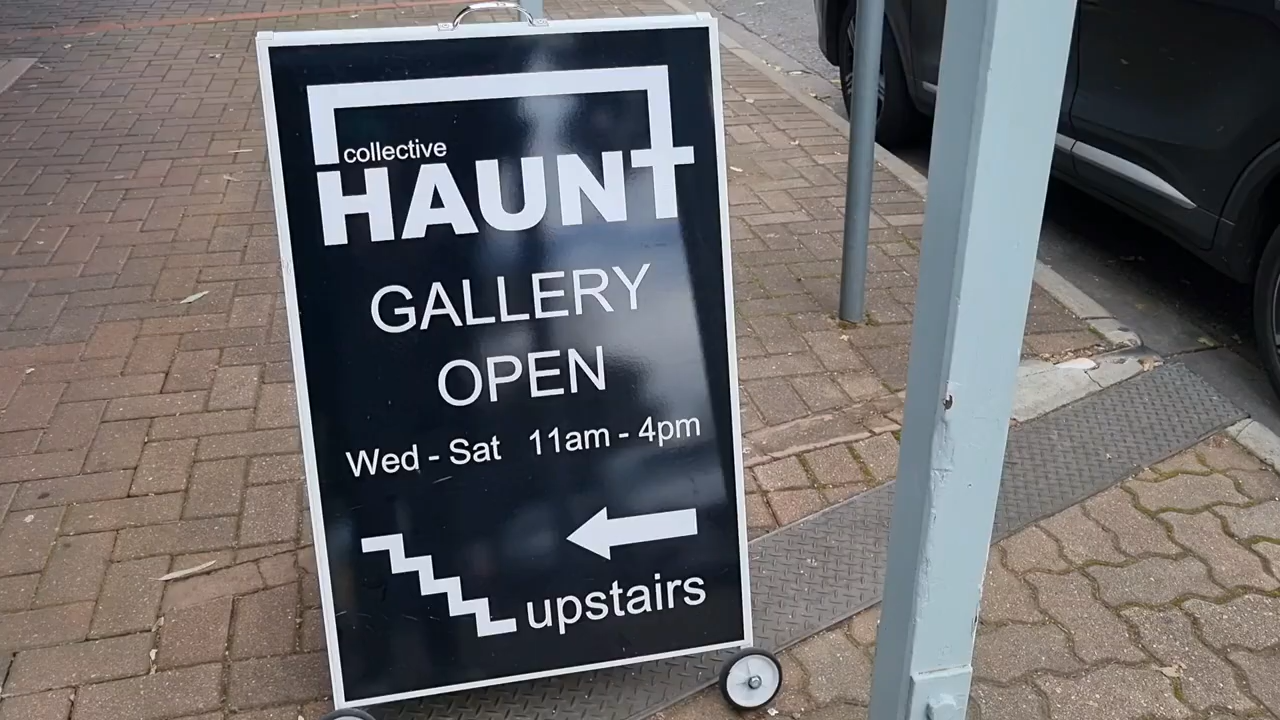 collective
HAUNT
GALLERY
OPEN
Wed - Sat 11am - 4pm
upstairs